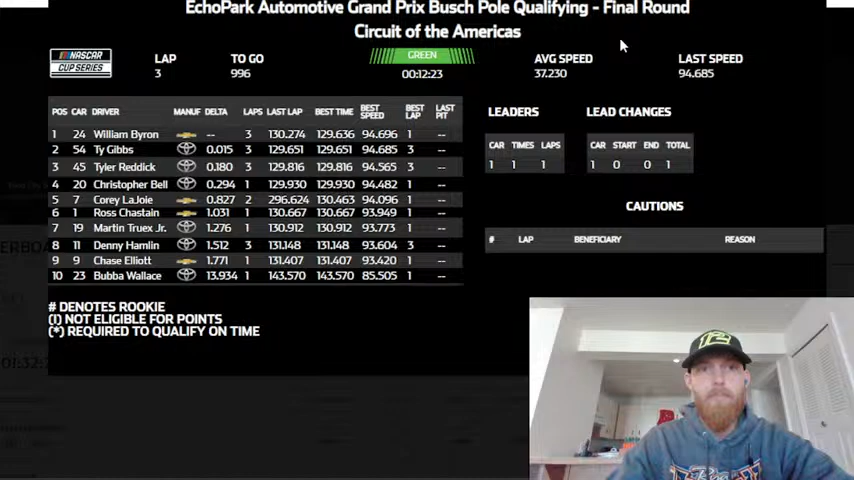 EchoPark Automotive Grand Prix Busch Pole Qualifying - Final Round
Circuit of the Americas
NASCAR
CUP SERIES
LAP TO GO GREEN AVG SPEED LAST SPEED
3 996 00:12:23 37.230 94.685
POS CAR DRIVER MANUF DELTA LAPS LAST LAP BEST TIME BEST SPEED BEST LAP LAST PIT
1 24 William Byron -- 3 130.274 129.636 94.696 1 --
2 54 Ty Gibbs 0.015 3 129.651 129.651 94.685 3 --
3 45 Tyler Reddick 0.180 3 129.816 129.816 94.565 3 --
4 20 Christopher Bell 0.294 1 129.930 129.930 94.482 1 --
5 7 Corey LaJoie 0.827 2 296.624 130.463 94.096 1 --
6 1 Ross Chastain 1.031 1 130.667 130.667 93.949 1 --
7 19 Martin Truex Jr. 1.276 1 130.912 130.912 93.773 1 --
8 11 Denny Hamlin 1.512 3 131.148 131.148 93.604 3 --
9 9 Chase Elliott 1.771 1 131.407 131.407 93.420 1 --
10 23 Bubba Wallace 13.934 1 143.570 143.570 85.505 1 --
# DENOTES ROOKIE
(i) NOT ELIGIBLE FOR POINTS
(*) REQUIRED TO QUALIFY ON TIME
LEADERS LEAD CHANGES
CAR TIMES LAPS CAR START END TOTAL
1 1 1 1 0 0 1
CAUTIONS
# LAP BENEFICIARY REASON